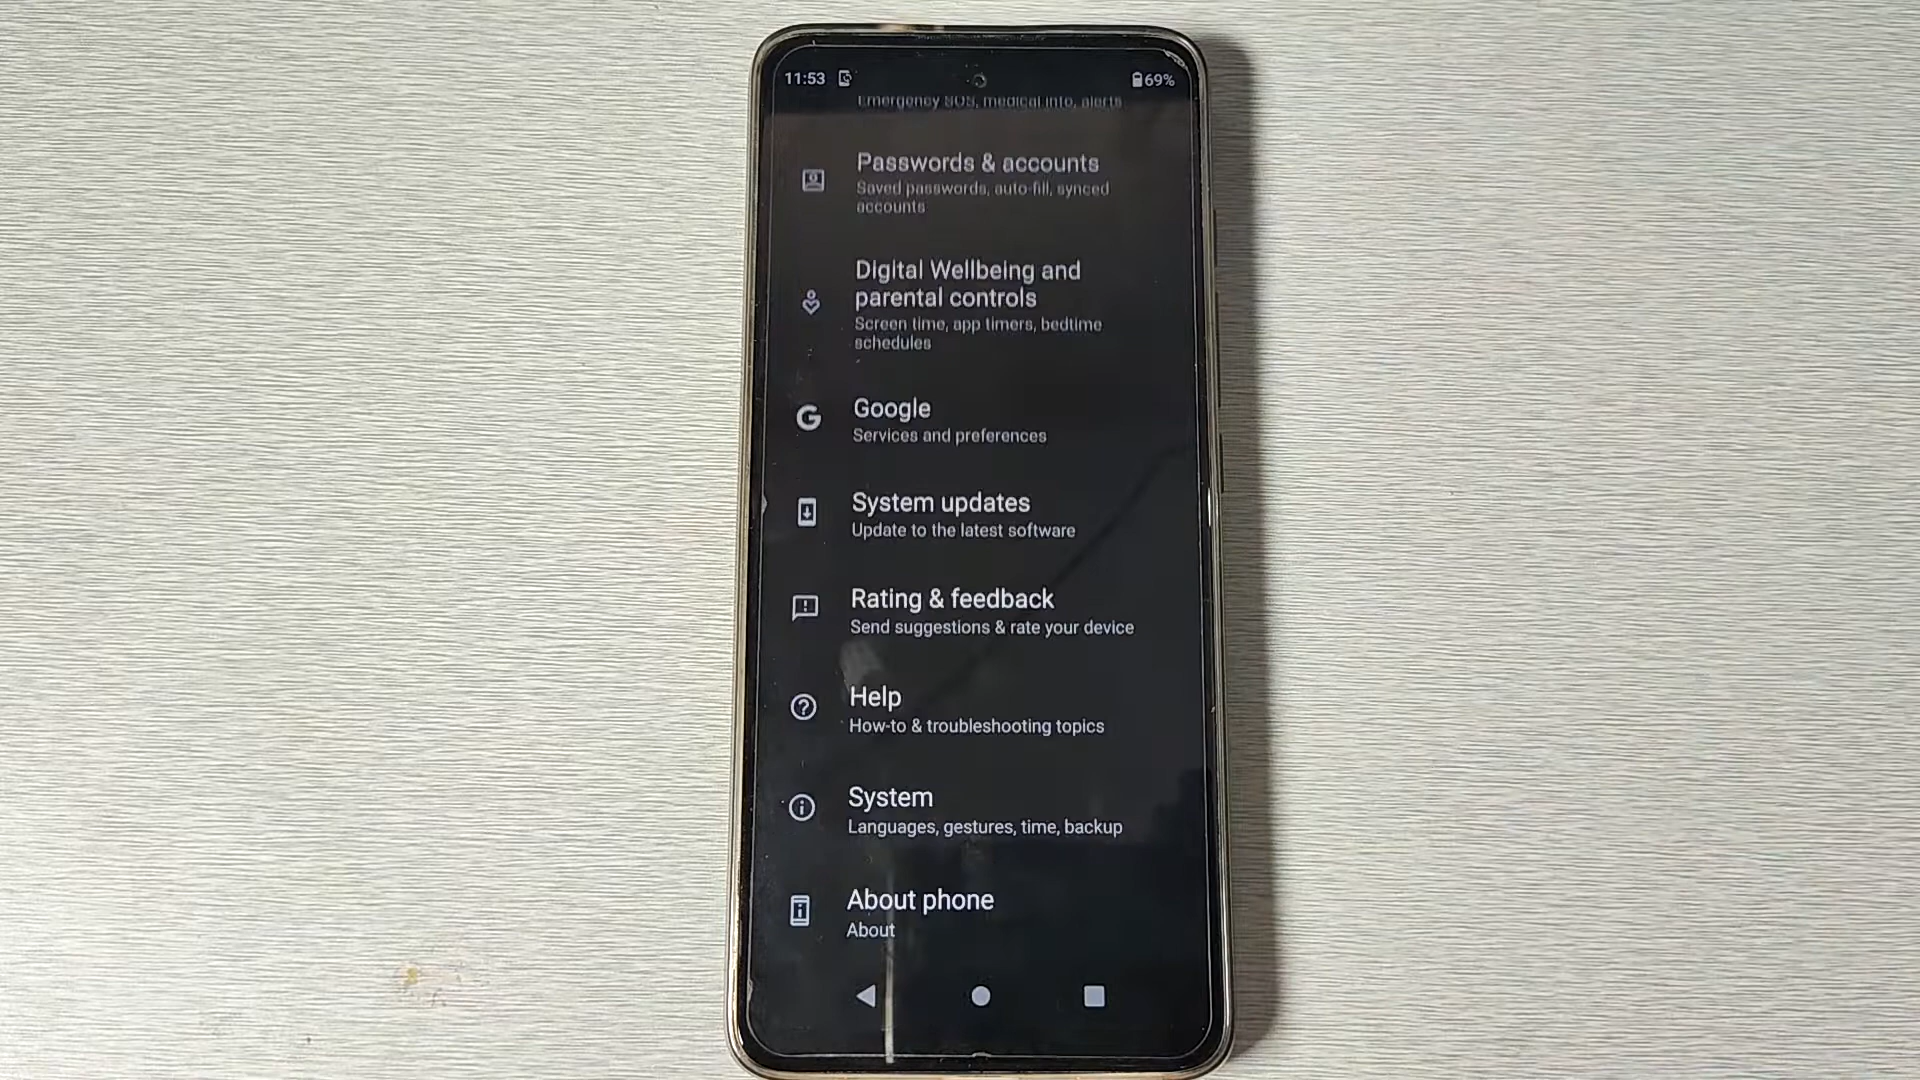 11:53
69%
Emergency SOS, medical info, alerts
Passwords & accounts
Saved passwords, auto-fill, synced
accounts
Digital Wellbeing and
parental controls
Screen time, app timers, bedtime
schedules
Google
Services and preferences
System updates
Update to the latest software
Rating & feedback
Send suggestions & rate your device
Help
How-to & troubleshooting topics
System
Languages, gestures, time, backup
About phone
About